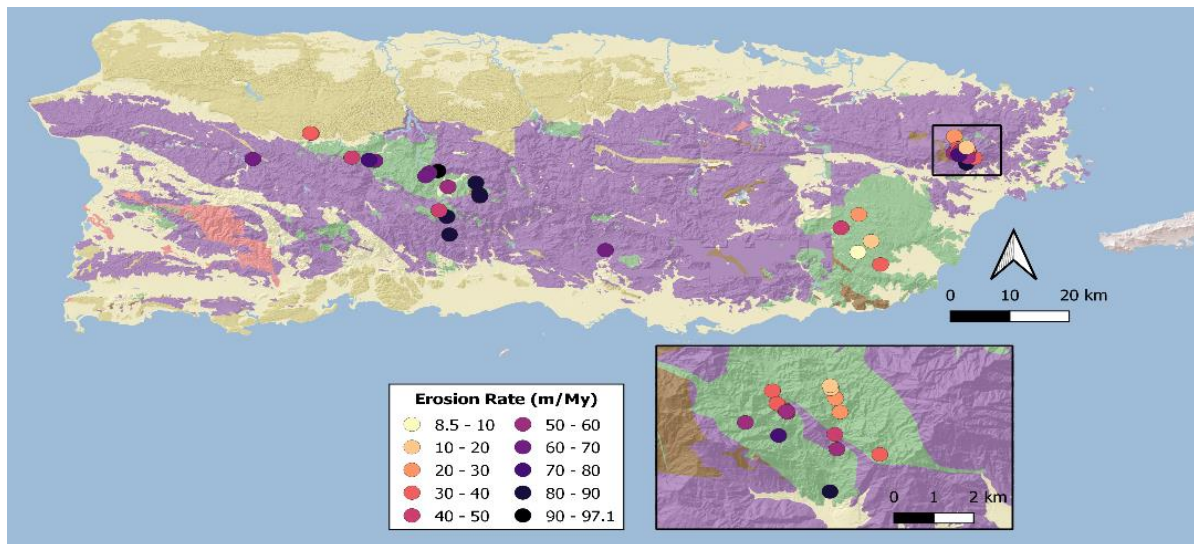 0 10 20 km
Erosion Rate (m/My)
8.5 - 10 50 - 60
10 - 20 60 - 70
20 - 30 70 - 80
30 - 40 80 - 90
40 - 50 90 - 97.1
0 1 2 km